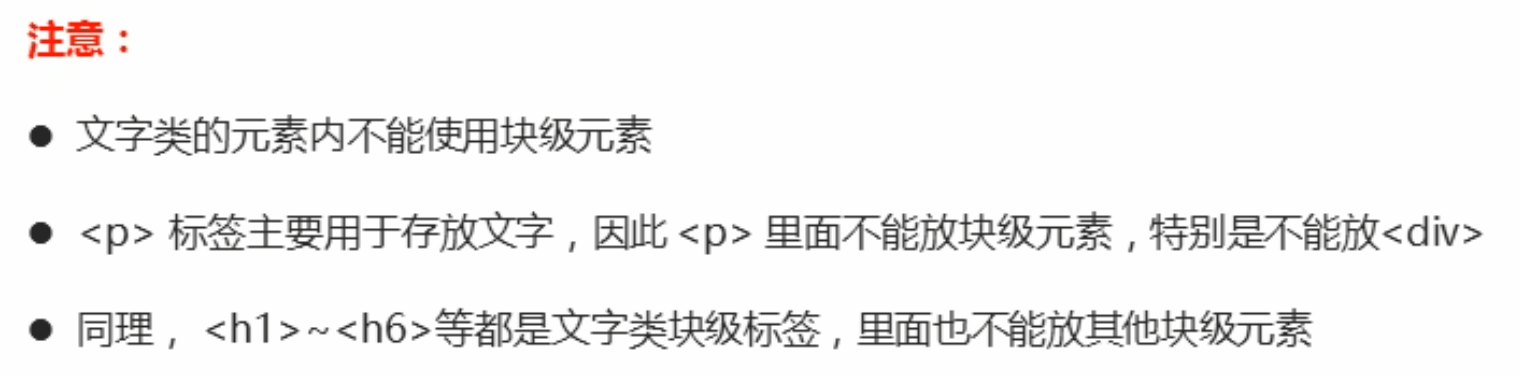 注意：
● 文字类的元素内不能使用块级元素
● <p> 标签主要用于存放文字，因此 <p> 里面不能放块级元素，特别是不能放<div>
● 同理， <h1>~<h6>等都是文字类块级标签，里面也不能放其他块级元素